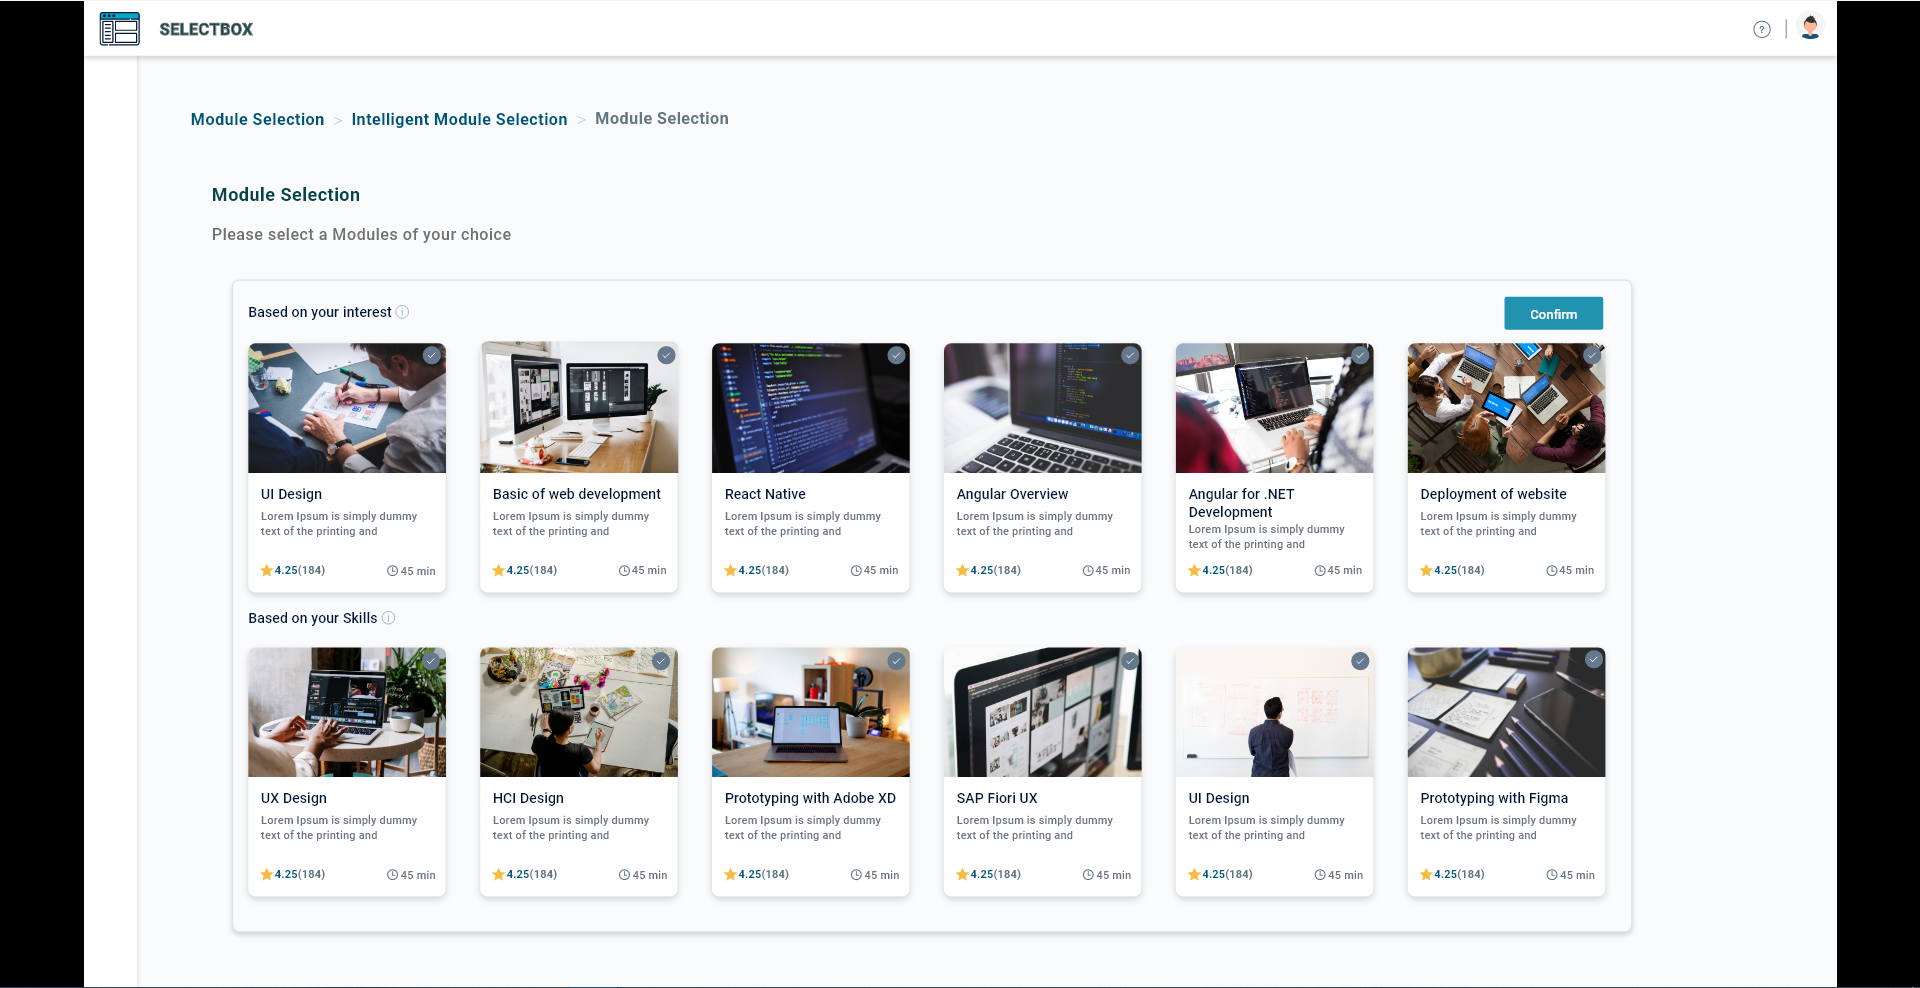 SELECTBOX
?
Module Selection > Intelligent Module Selection > Module Selection
Module Selection
Please select a Modules of your choice
Based on your interest
Confirm
UI Design
Lorem Ipsum is simply dummy
text of the printing and
4.25(184) 45 min
Basic of web development
Lorem Ipsum is simply dummy
text of the printing and
4.25(184) 45 min
React Native
Lorem Ipsum is simply dummy
text of the printing and
4.25(184) 45 min
Angular Overview
Lorem Ipsum is simply dummy
text of the printing and
4.25(184) 45 min
Angular for .NET
Development
Lorem Ipsum is simply dummy
text of the printing and
4.25(184) 45 min
Deployment of website
Lorem Ipsum is simply dummy
text of the printing and
4.25(184) 45 min
Based on your Skills
UX Design
Lorem Ipsum is simply dummy
text of the printing and
4.25(184) 45 min
HCI Design
Lorem Ipsum is simply dummy
text of the printing and
4.25(184) 45 min
Prototyping with Adobe XD
Lorem Ipsum is simply dummy
text of the printing and
4.25(184) 45 min
SAP Fiori UX
Lorem Ipsum is simply dummy
text of the printing and
4.25(184) 45 min
UI Design
Lorem Ipsum is simply dummy
text of the printing and
4.25(184) 45 min
Prototyping with Figma
Lorem Ipsum is simply dummy
text of the printing and
4.25(184) 45 min